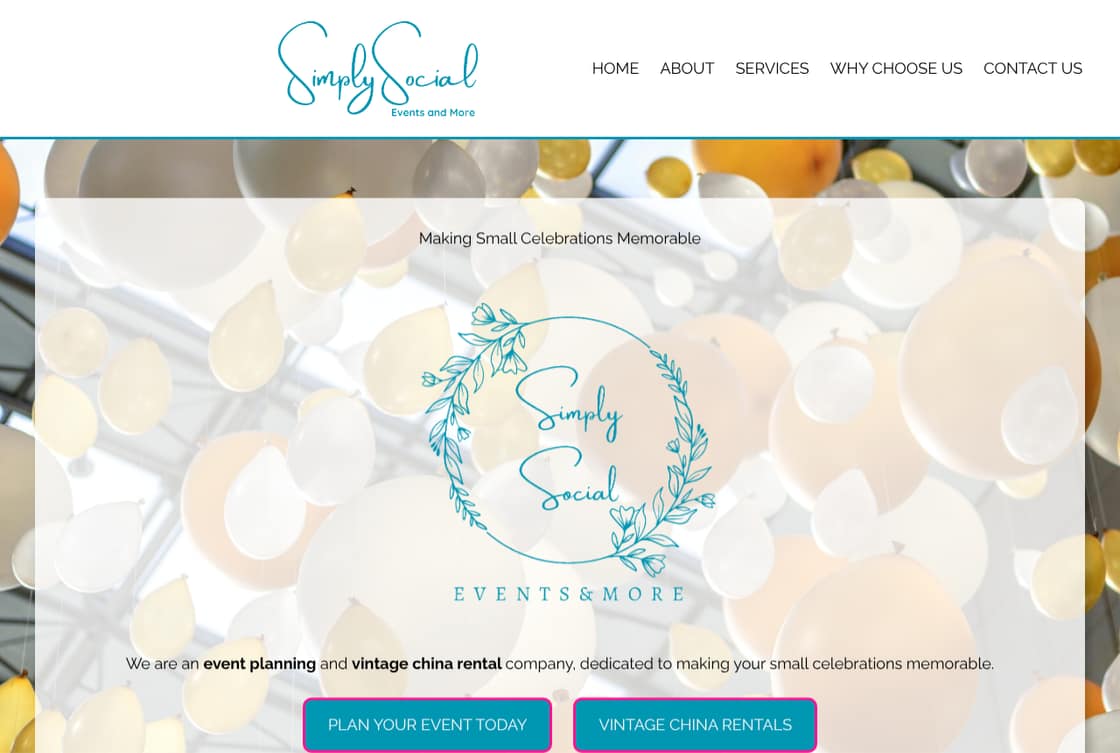 Simply Social
Events and More
HOME ABOUT SERVICES WHY CHOOSE US CONTACT US
Making Small Celebrations Memorable
Simply
Social
EVENTS & MORE
We are an event planning and vintage china rental company, dedicated to making your small celebrations memorable.
PLAN YOUR EVENT TODAY VINTAGE CHINA RENTALS